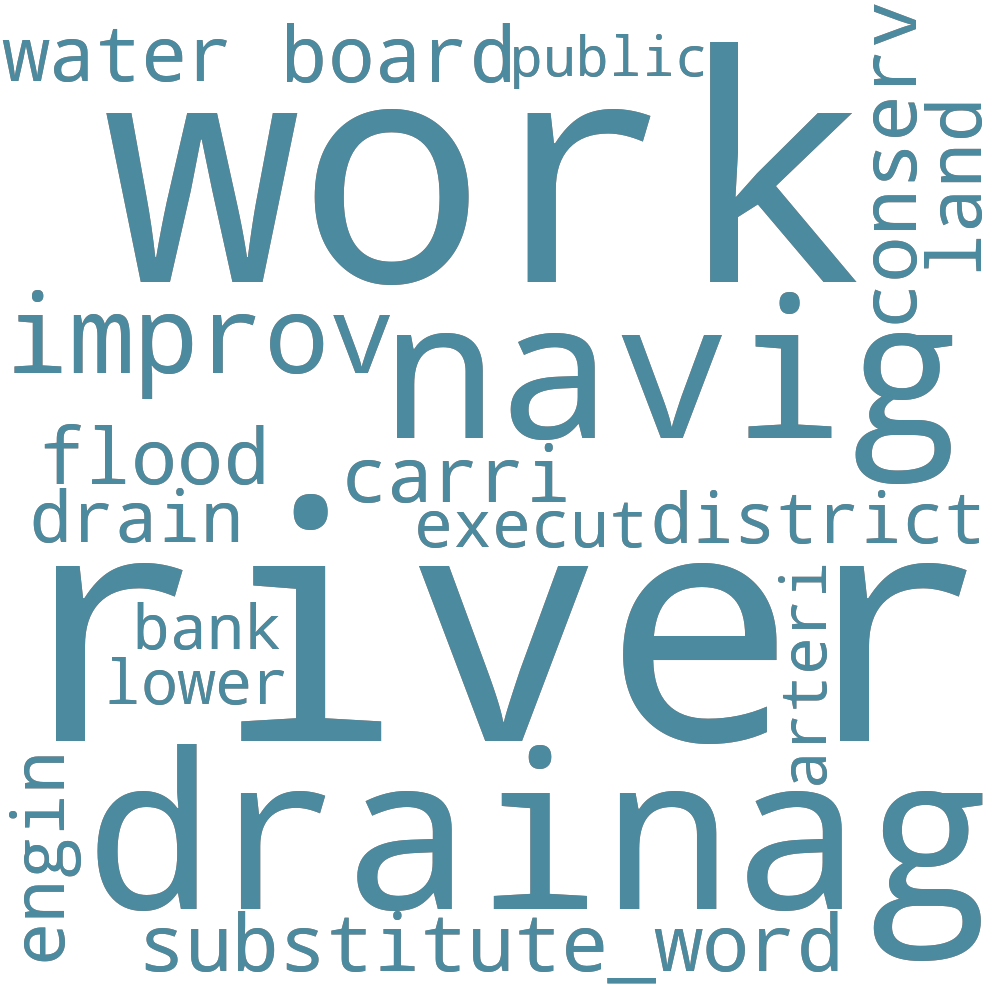 water board
public
work
conserv
land
improv
navig
flood
carri
drain
execut
district
river
bank
lower
arteri
engin
drainag
substitute_word